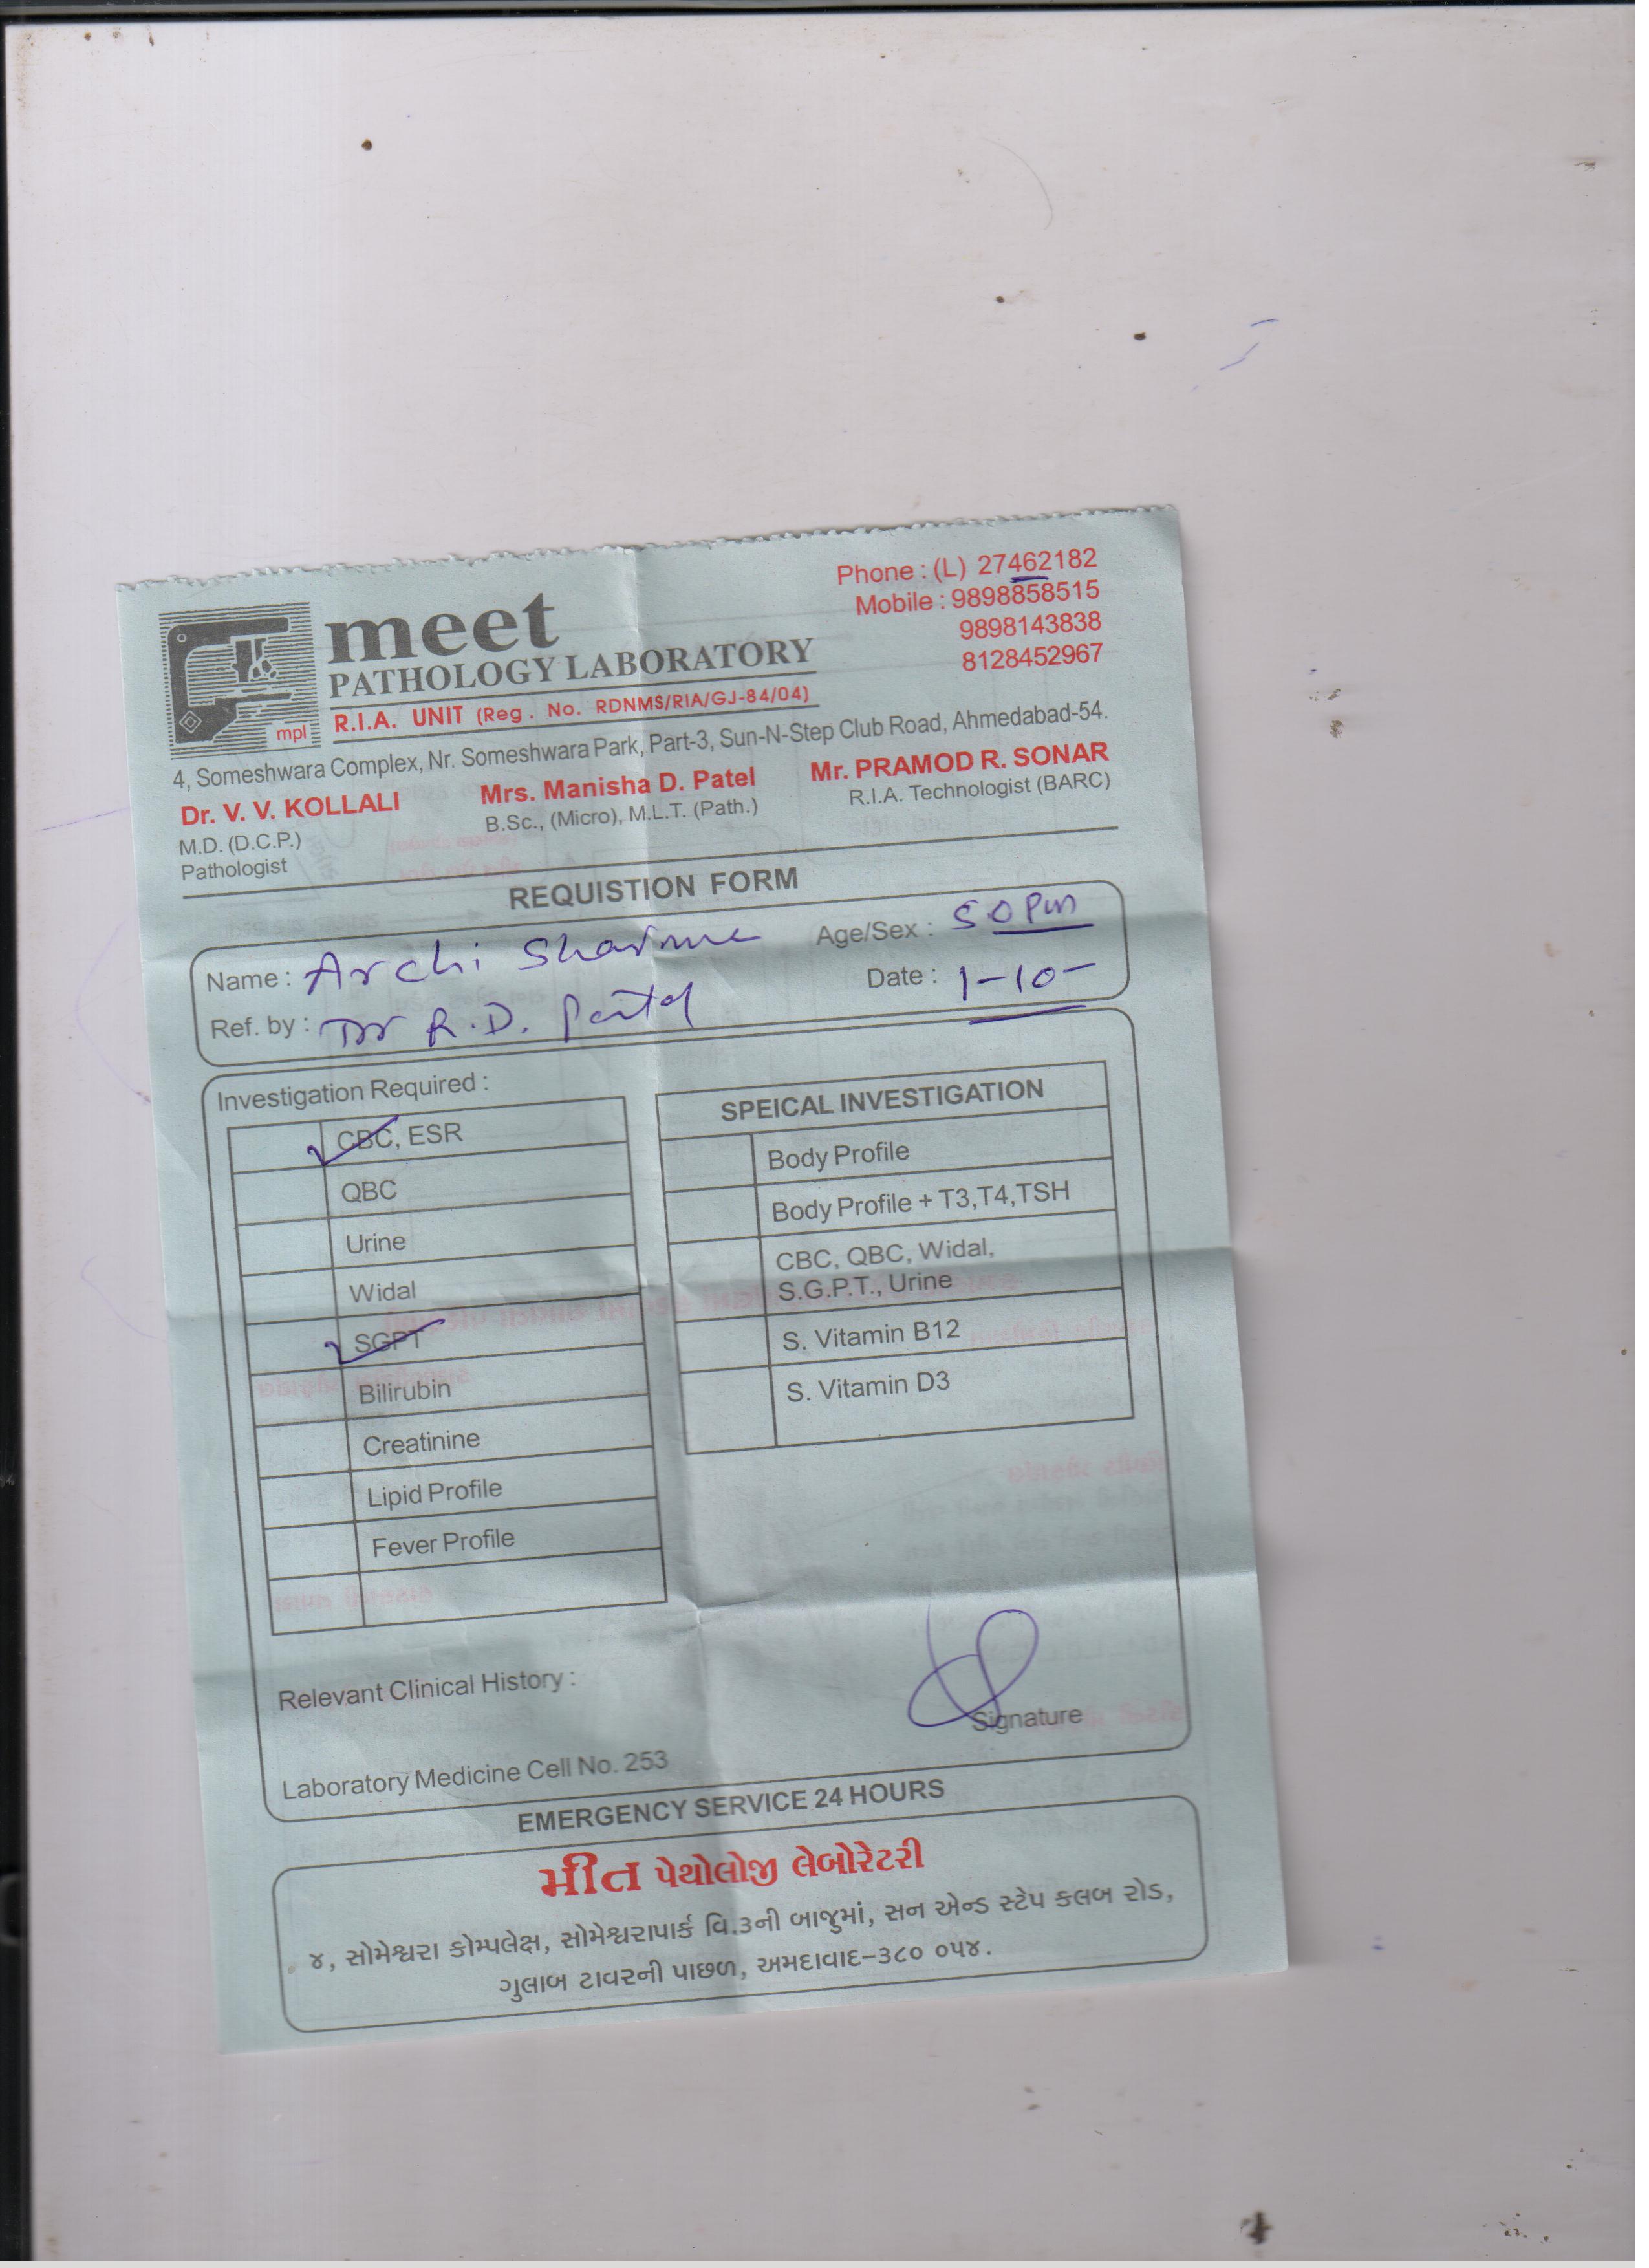 meet
PATHOLOGY LABORATORY
R.I.A. UNIT (Reg. No. RDNMS/RIA/GJ-84/04)
mpl
Phone : (L) 27462182
Mobile : 9898858515
9898143838
8128452967
4, Someshwara Complex, Nr. Someshwara Park, Part-3, Sun-N-Step Club Road, Ahmedabad-54.
Dr. V. V. KOLLALI
M.D. (D.C.P.)
Pathologist
Mrs. Manisha D. Patel
B.Sc., (Micro), M.L.T. (Path.)
Mr. PRAMOD R. SONAR
R.I.A. Technologist (BARC)
REQUISTION FORM
Name : Archi Sharma Age/Sex : 50
Ref. by : Dr R.D. Patel Date : 1-10-
Investigation Required :
CBC, ESR
QBC
Urine
Widal
SGPT
Bilirubin
Creatinine
Lipid Profile
Fever Profile
SPEICAL INVESTIGATION
Body Profile
Body Profile + T3,T4,TSH
CBC, QBC, Widal,
S.G.P.T., Urine
S. Vitamin B12
S. Vitamin D3
Relevant Clinical History :
Signature
Laboratory Medicine Cell No. 253
EMERGENCY SERVICE 24 HOURS
મીત પેથોલોજી લેબોરેટરી
૪, સોમેશ્વરા કોમ્પલેક્ષ, સોમેશ્વરાપાર્ક વિ.૩ની બાજુમાં, સન એન્ડ સ્ટેપ કલબ રોડ,
ગુલાબ ટાવરની પાછળ, અમદાવાદ-૩૮૦ ૦૫૪.